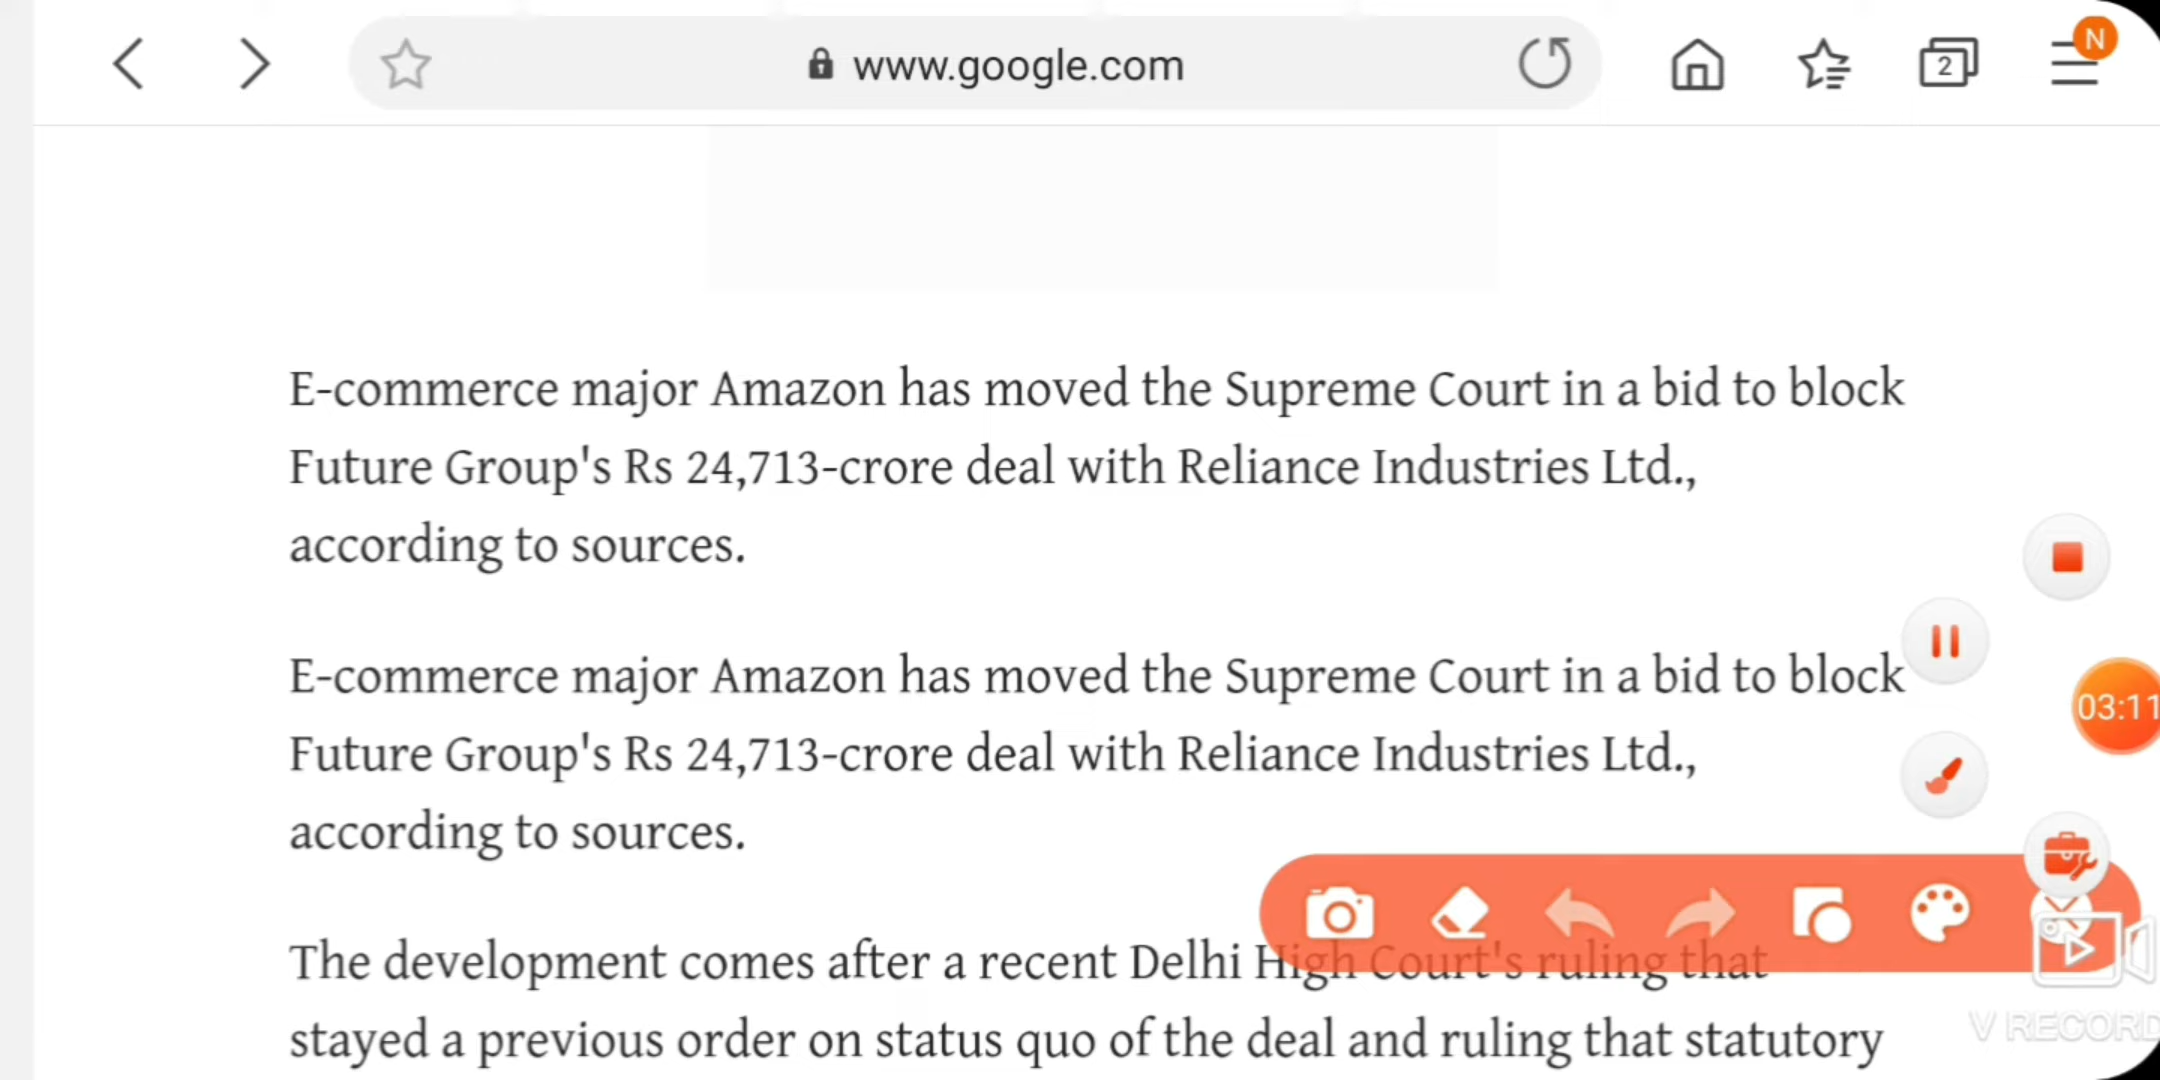 www.google.com
2
N
E-commerce major Amazon has moved the Supreme Court in a bid to block
Future Group's Rs 24,713-crore deal with Reliance Industries Ltd.,
according to sources.
E-commerce major Amazon has moved the Supreme Court in a bid to block
Future Group's Rs 24,713-crore deal with Reliance Industries Ltd.,
according to sources.
03:11
The development comes after a recent Delhi High Court's ruling that
stayed a previous order on status quo of the deal and ruling that statutory
V RECORD